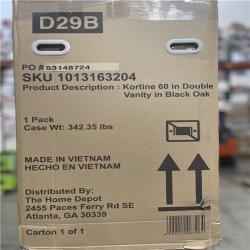 D29B
PO # 53148724
SKU 1013163204
Product Description : Kortine 60 in Double
Vanity in Black Oak
1 Pack
Case Wt: 342.35 lbs
MADE IN VIETNAM
HECHO EN VIETNAM
Distributed By:
The Home Depot
2455 Paces Ferry Rd SE
Atlanta, GA 30339
Carton 1 of 1